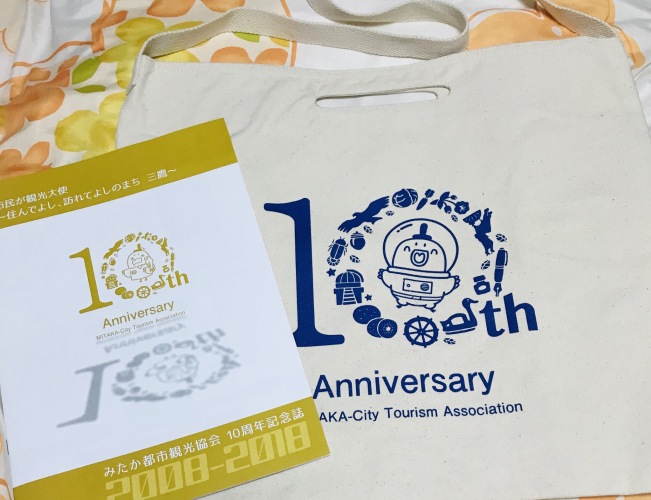 市民が観光大使
~住んでよし、訪れてよしのまち 三鷹~
10th
Anniversary
MITAKA-City Tourism Association
みたか都市観光協会 10周年記念誌
2008-2018
10th
Anniversary
AKA-City Tourism Association